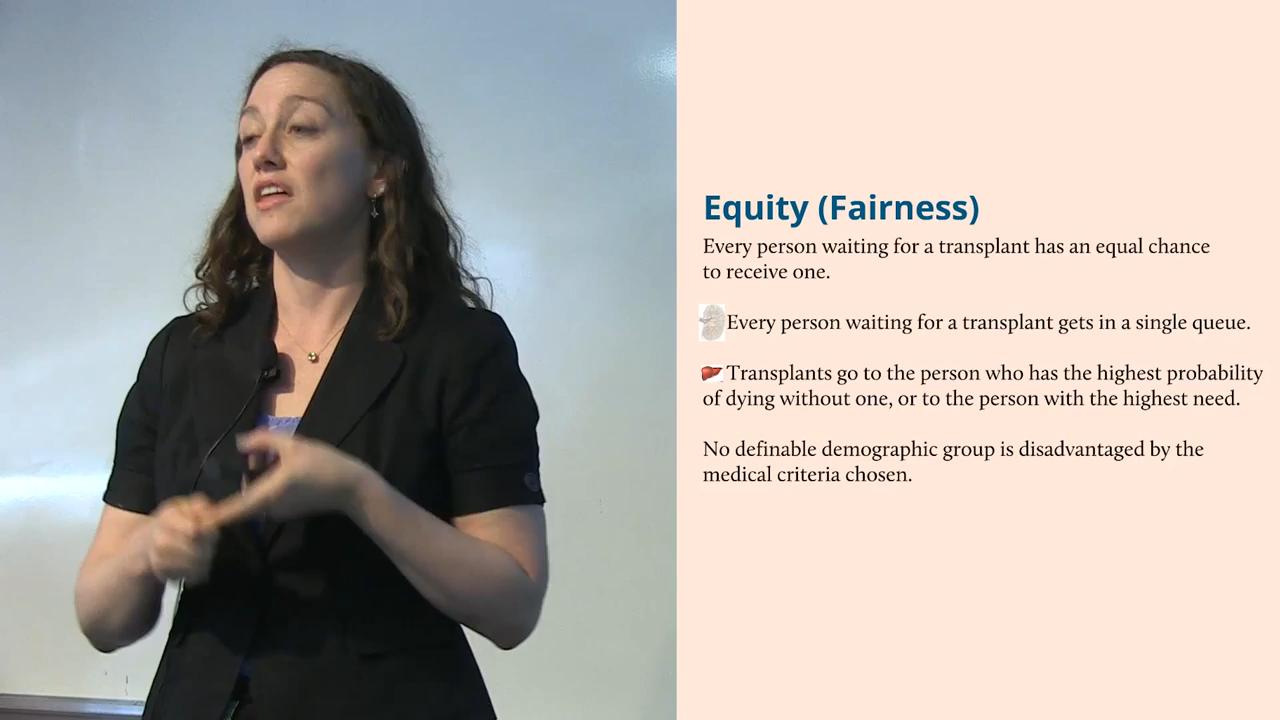 Equity (Fairness)
Every person waiting for a transplant has an equal chance
to receive one.
Every person waiting for a transplant gets in a single queue.
Transplants go to the person who has the highest probability
of dying without one, or to the person with the highest need.
No definable demographic group is disadvantaged by the
medical criteria chosen.